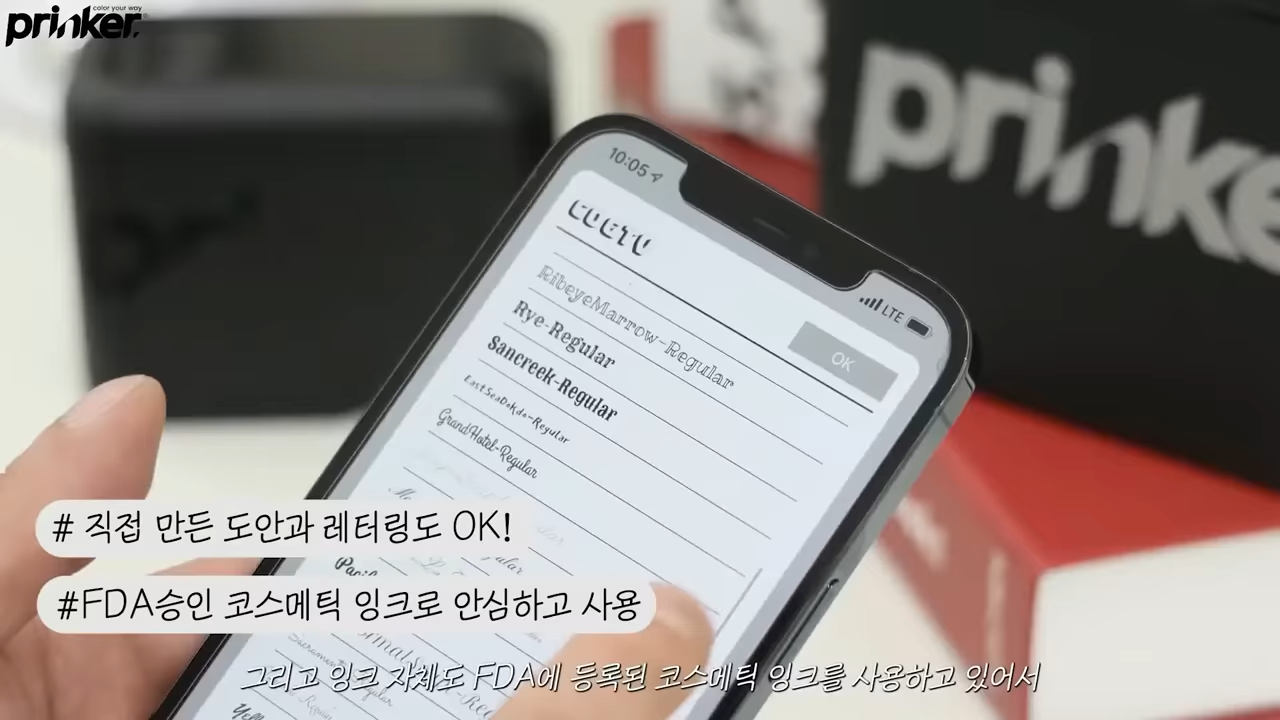 color your way
prinker
prinke
10:05
LTE
OK
RibeyeMarrow-Regular
Rye-Regular
Sancreek-Regular
EastSeaDokdo-Regular
GrandHotel-Regular
# 직접 만든 도안과 레터링도 OK!
#FDA승인 코스메틱 잉크로 안심하고 사용
그리고 잉크 자체도 FDA에 등록된 코스메틱 잉크를 사용하고 있어서